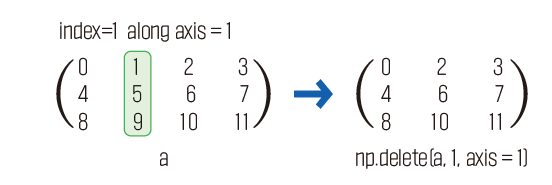 index=1 along axis = 1
0 1 2 3 0 2 3
4 5 6 7 4 6 7
8 9 10 11 8 10 11
a np.delete(a, 1, axis = 1)